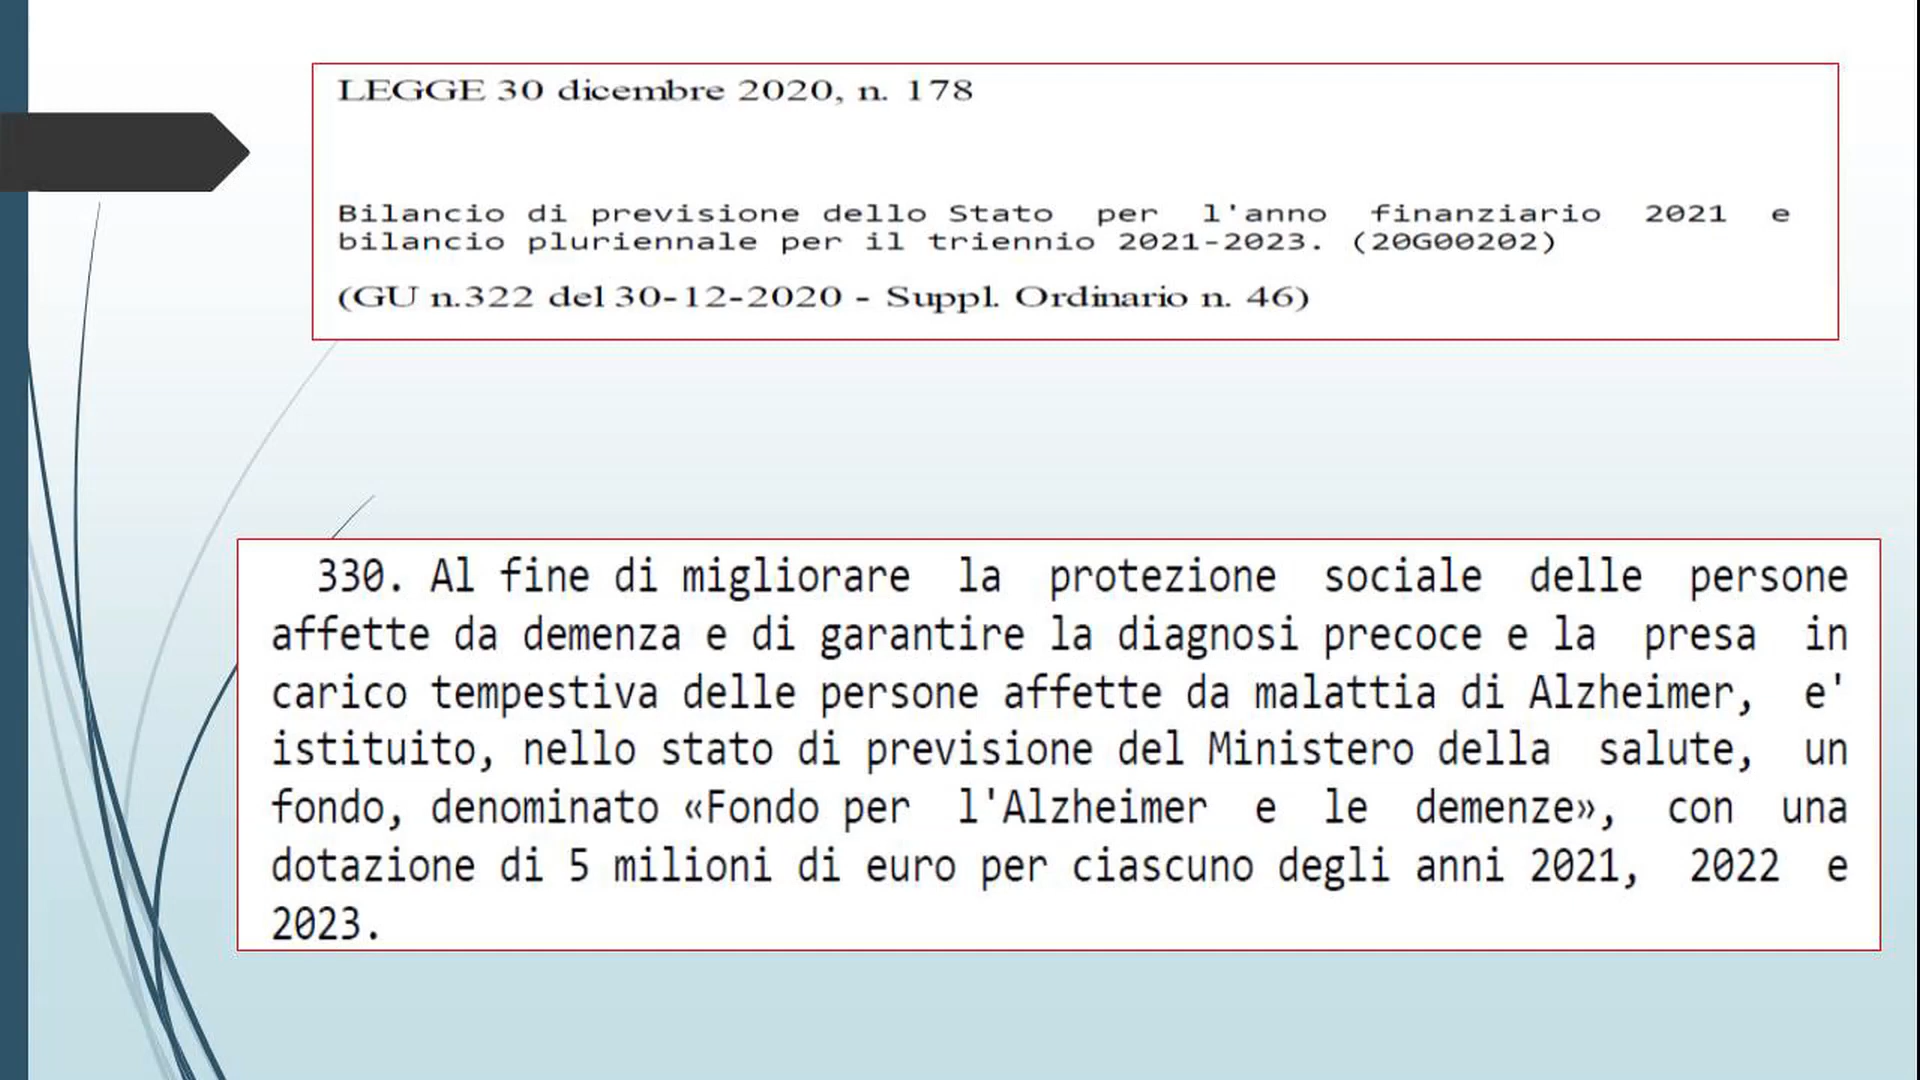 LEGGE 30 dicembre 2020, n. 178
Bilancio di previsione dello Stato per l'anno finanziario 2021 e
bilancio pluriennale per il triennio 2021-2023. (20G00202)
(GU n.322 del 30-12-2020 - Suppl. Ordinario n. 46)
330. Al fine di migliorare la protezione sociale delle persone
affette da demenza e di garantire la diagnosi precoce e la presa in
carico tempestiva delle persone affette da malattia di Alzheimer, e'
istituito, nello stato di previsione del Ministero della salute, un
fondo, denominato «Fondo per l'Alzheimer e le demenze», con una
dotazione di 5 milioni di euro per ciascuno degli anni 2021, 2022 e
2023.